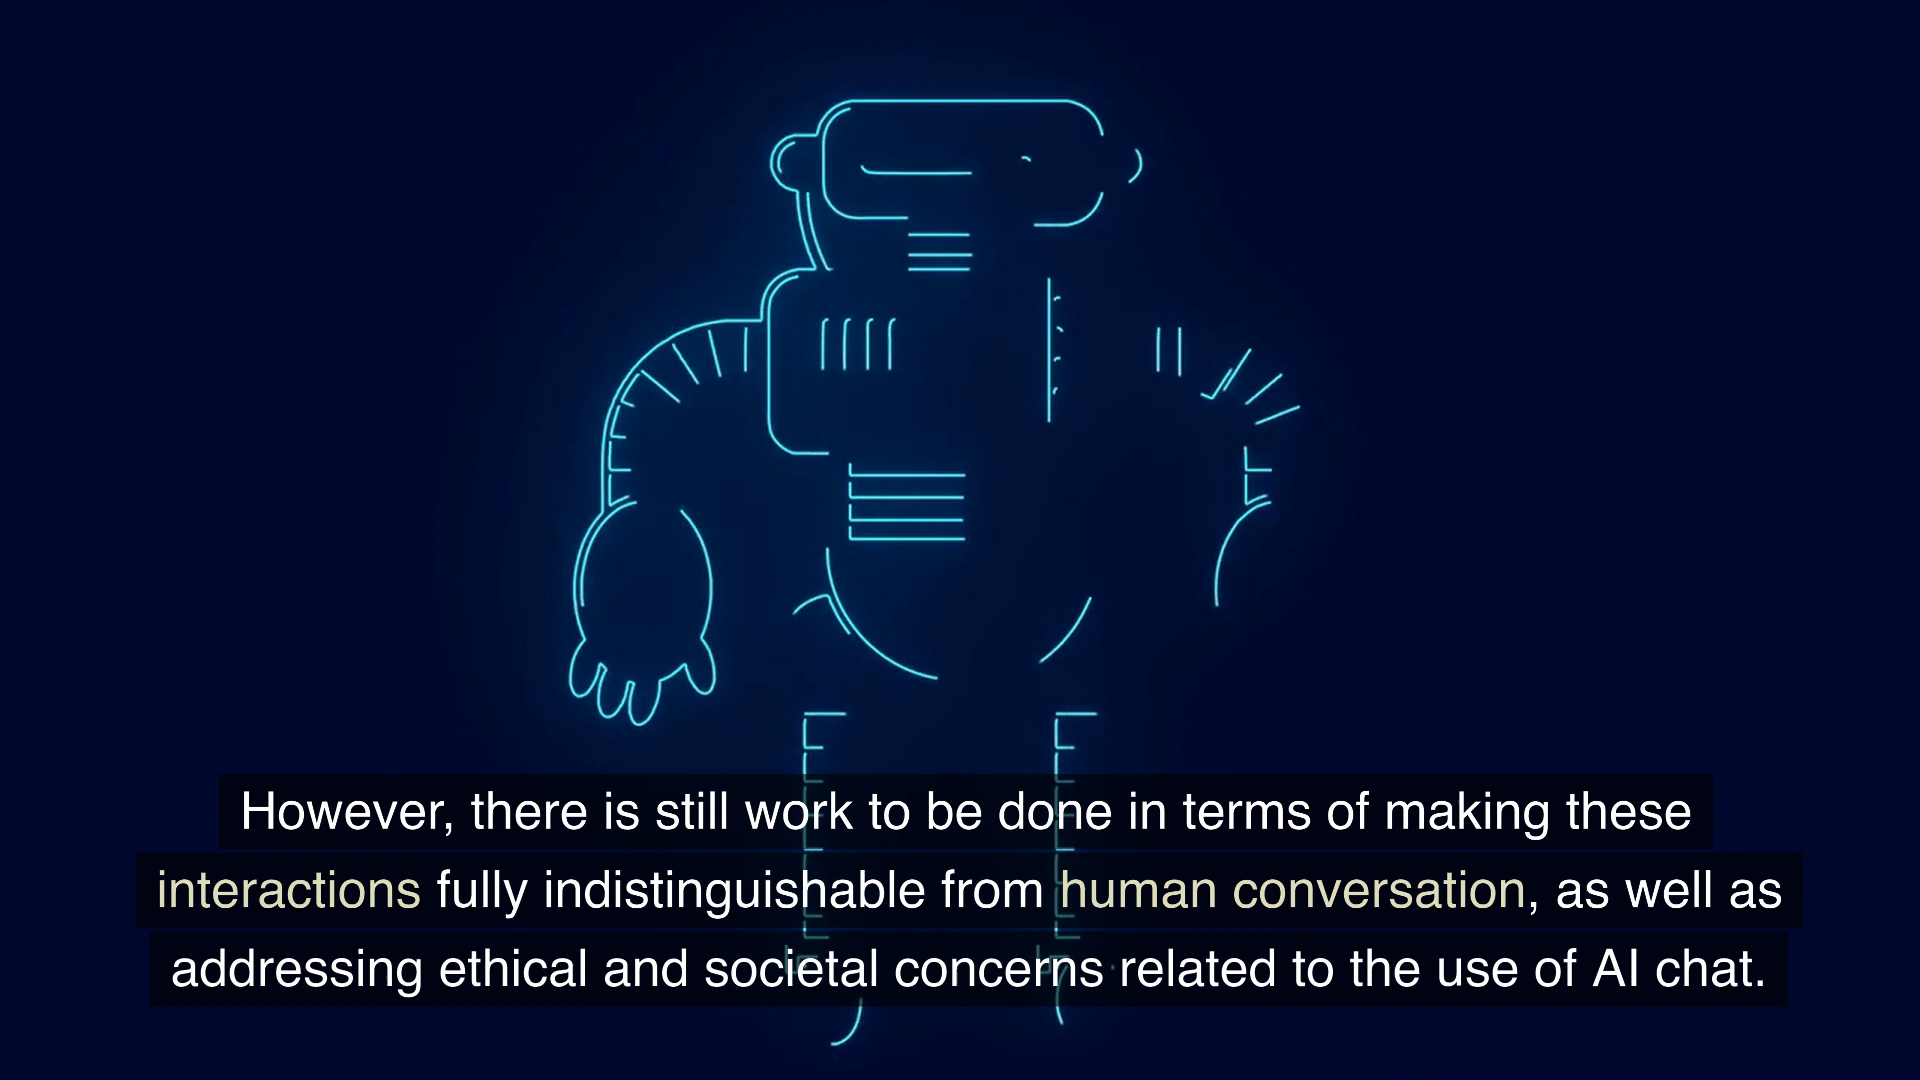 However, there is still work to be done in terms of making these
interactions fully indistinguishable from human conversation, as well as
addressing ethical and societal concerns related to the use of AI chat.